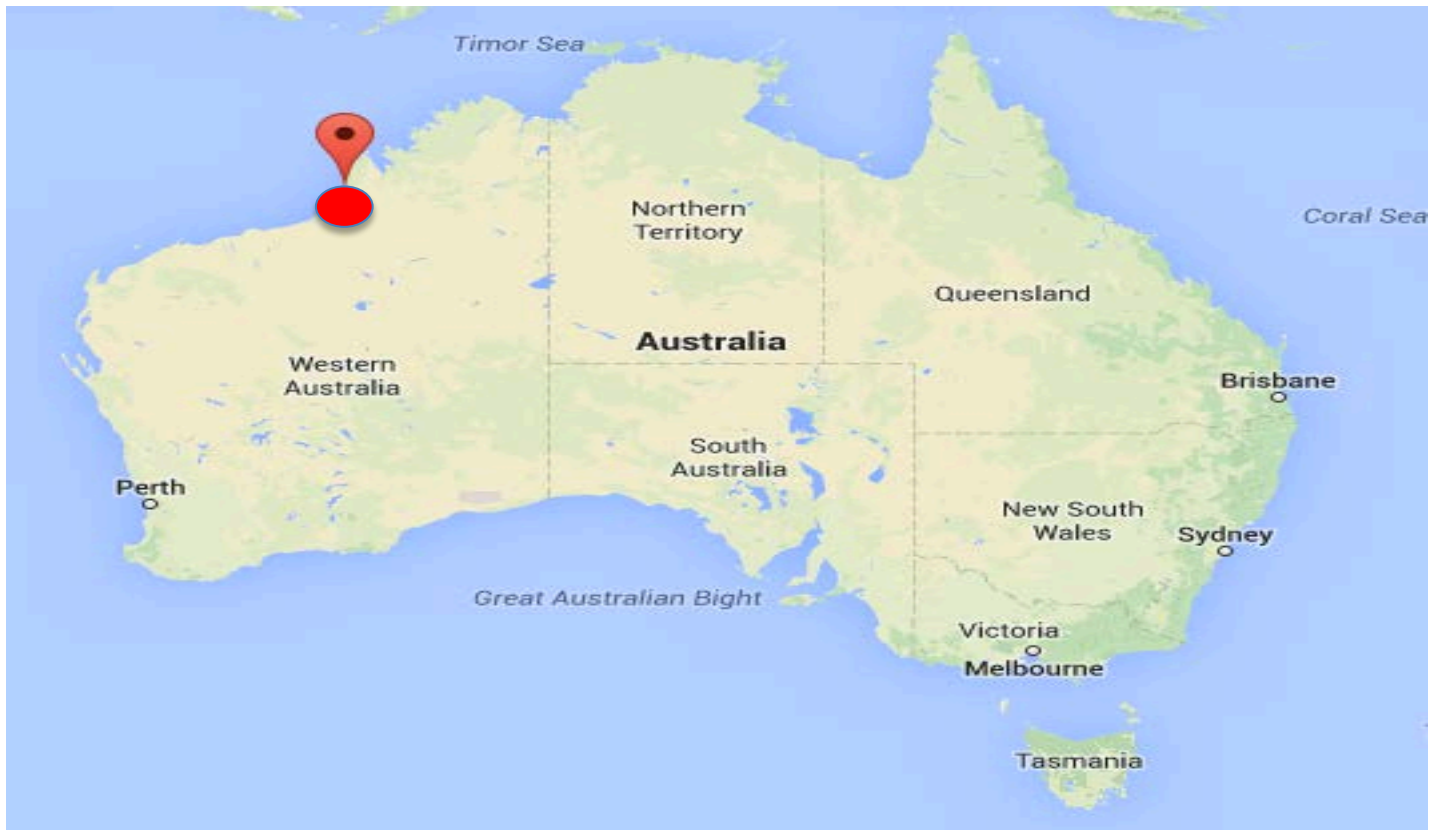 Timor Sea
Northern
Territory
Coral Sea
Queensland
Australia
Western
Australia
Brisbane
South
Australia
Perth
New South
Wales
Sydney
Great Australian Bight
Victoria
Melbourne
Tasmania